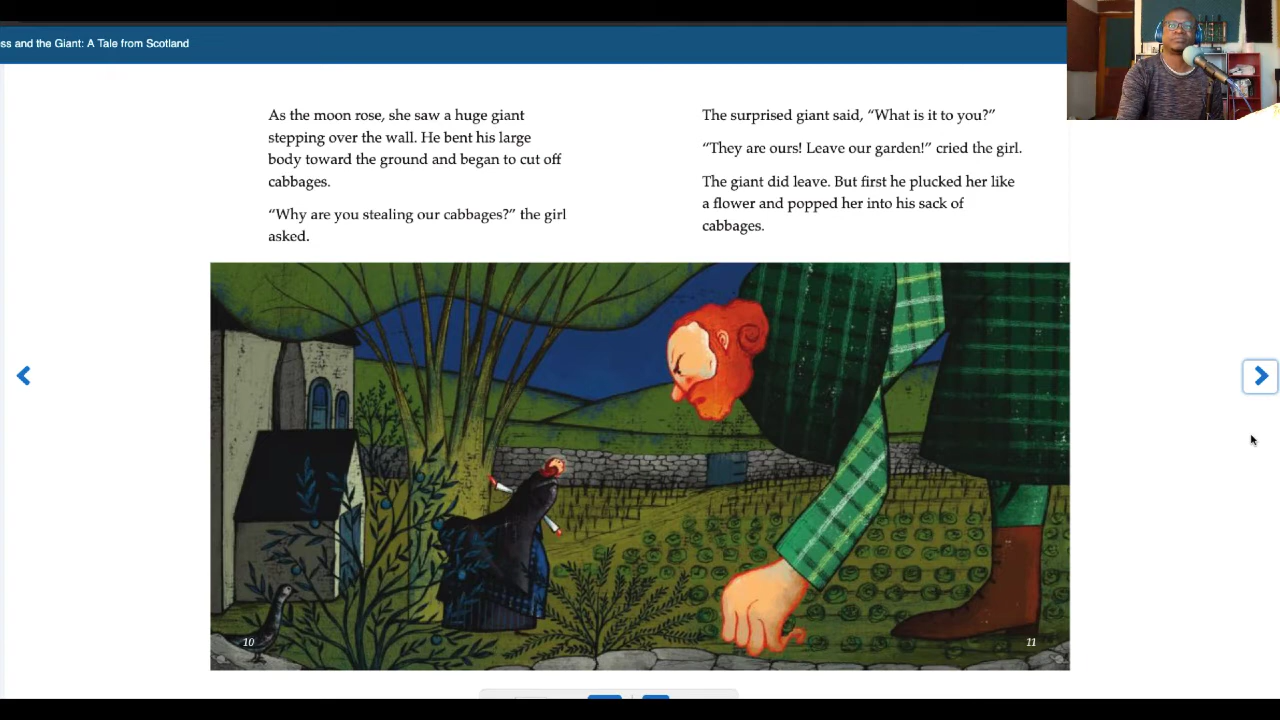 ss and the Giant: A Tale from Scotland
As the moon rose, she saw a huge giant
stepping over the wall. He bent his large
body toward the ground and began to cut off
cabbages.
“Why are you stealing our cabbages?” the girl
asked.
The surprised giant said, “What is it to you?”
“They are ours! Leave our garden!” cried the girl.
The giant did leave. But first he plucked her like
a flower and popped her into his sack of
cabbages.
10
11